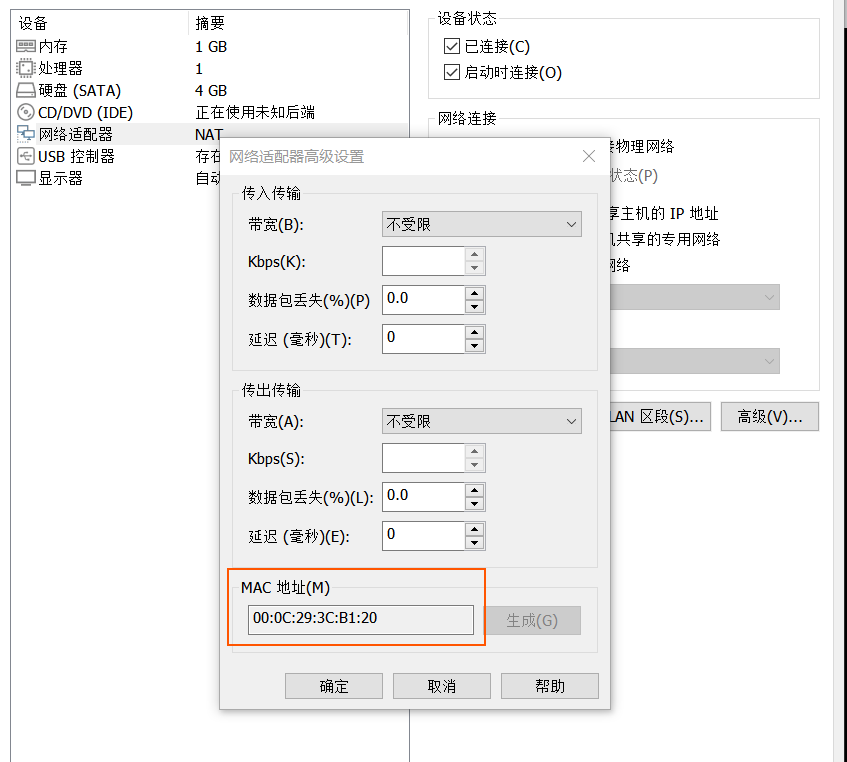 设备 摘要
内存 1 GB
处理器 1
硬盘 (SATA) 4 GB
CD/DVD (IDE) 正在使用未知后端
网络适配器 NAT
USB 控制器 存在
显示器 自动
设备状态
已连接(C)
启动时连接(O)
网络连接
接物理网络
状态(P)
享主机的 IP 地址
机共享的专用网络
网络
LAN 区段(S)...
高级(V)...
网络适配器高级设置
传入传输
带宽(B): 不受限
Kbps(K):
数据包丢失(%)(P) 0.0
延迟 (毫秒)(T): 0
传出传输
带宽(A): 不受限
Kbps(S):
数据包丢失(%)(L): 0.0
延迟 (毫秒)(E): 0
MAC 地址(M)
00:0C:29:3C:B1:20 生成(G)
确定 取消 帮助